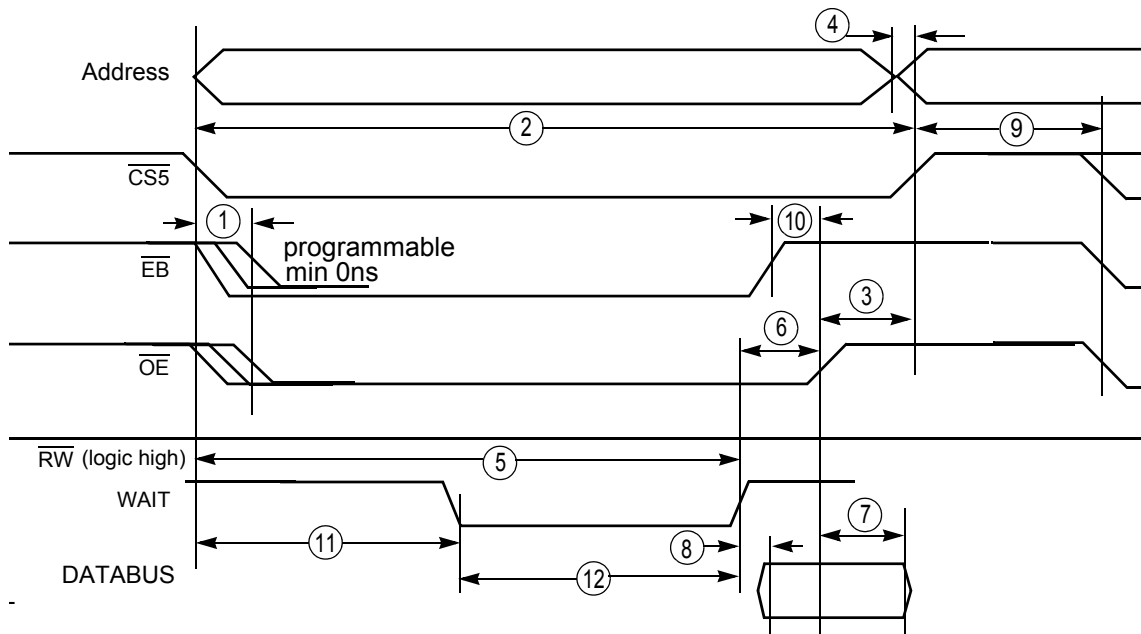 4
Address
2
9
CS5
1
10
programmable
min 0ns
EB
3
6
OE
RW (logic high)
5
WAIT
7
11
8
12
DATABUS